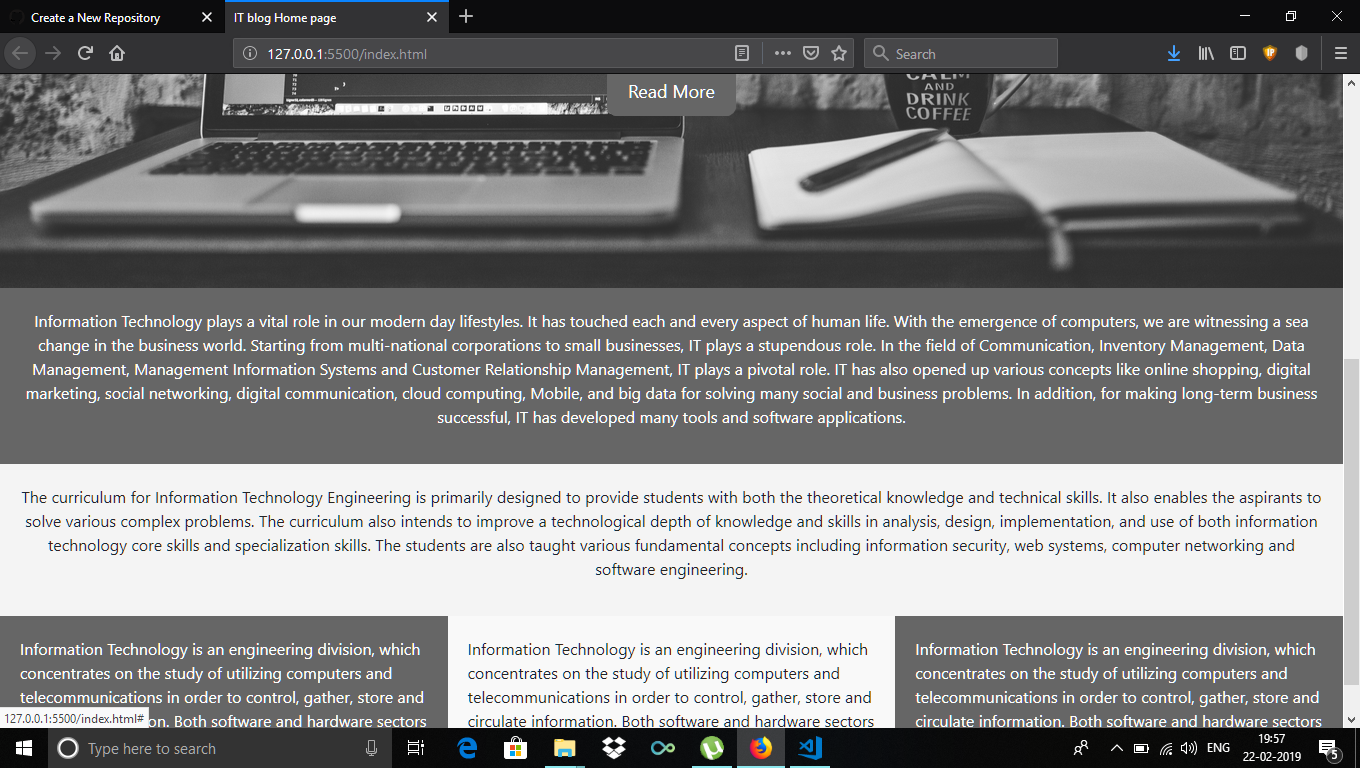 Create a New Repository
IT blog Home page
127.0.0.1:5500/index.html
Search
Read More
CALM
AND
DRINK
COFFEE
Information Technology plays a vital role in our modern day lifestyles. It has touched each and every aspect of human life. With the emergence of computers, we are witnessing a sea
change in the business world. Starting from multi-national corporations to small businesses, IT plays a stupendous role. In the field of Communication, Inventory Management, Data
Management, Management Information Systems and Customer Relationship Management, IT plays a pivotal role. IT has also opened up various concepts like online shopping, digital
marketing, social networking, digital communication, cloud computing, Mobile, and big data for solving many social and business problems. In addition, for making long-term business
successful, IT has developed many tools and software applications.
The curriculum for Information Technology Engineering is primarily designed to provide students with both the theoretical knowledge and technical skills. It also enables the aspirants to
solve various complex problems. The curriculum also intends to improve a technological depth of knowledge and skills in analysis, design, implementation, and use of both information
technology core skills and specialization skills. The students are also taught various fundamental concepts including information security, web systems, computer networking and
software engineering.
Information Technology is an engineering division, which
concentrates on the study of utilizing computers and
telecommunications in order to control, gather, store and
on. Both software and hardware sectors
Information Technology is an engineering division, which
concentrates on the study of utilizing computers and
telecommunications in order to control, gather, store and
circulate information. Both software and hardware sectors
Information Technology is an engineering division, which
concentrates on the study of utilizing computers and
telecommunications in order to control, gather, store and
circulate information. Both software and hardware sectors
127.0.0.1:5500/index.html#
Type here to search
ENG
19:57
22-02-2019
5